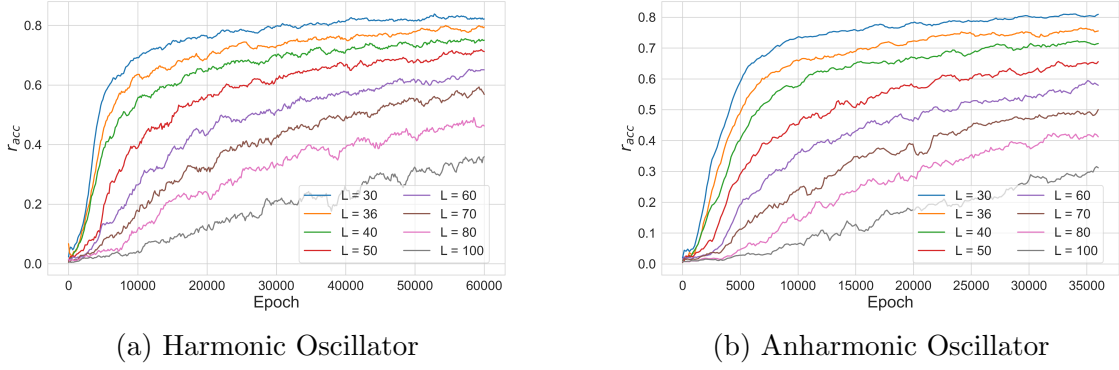 0.8
0.6
0.4
0.2
0.0
r_acc
0 10000 20000 30000 40000 50000 60000
Epoch
L = 30 L = 60
L = 36 L = 70
L = 40 L = 80
L = 50 L = 100
(a) Harmonic Oscillator
0.8
0.7
0.6
0.5
0.4
0.3
0.2
0.1
0.0
r_acc
0 5000 10000 15000 20000 25000 30000 35000
Epoch
L = 30 L = 60
L = 36 L = 70
L = 40 L = 80
L = 50 L = 100
(b) Anharmonic Oscillator